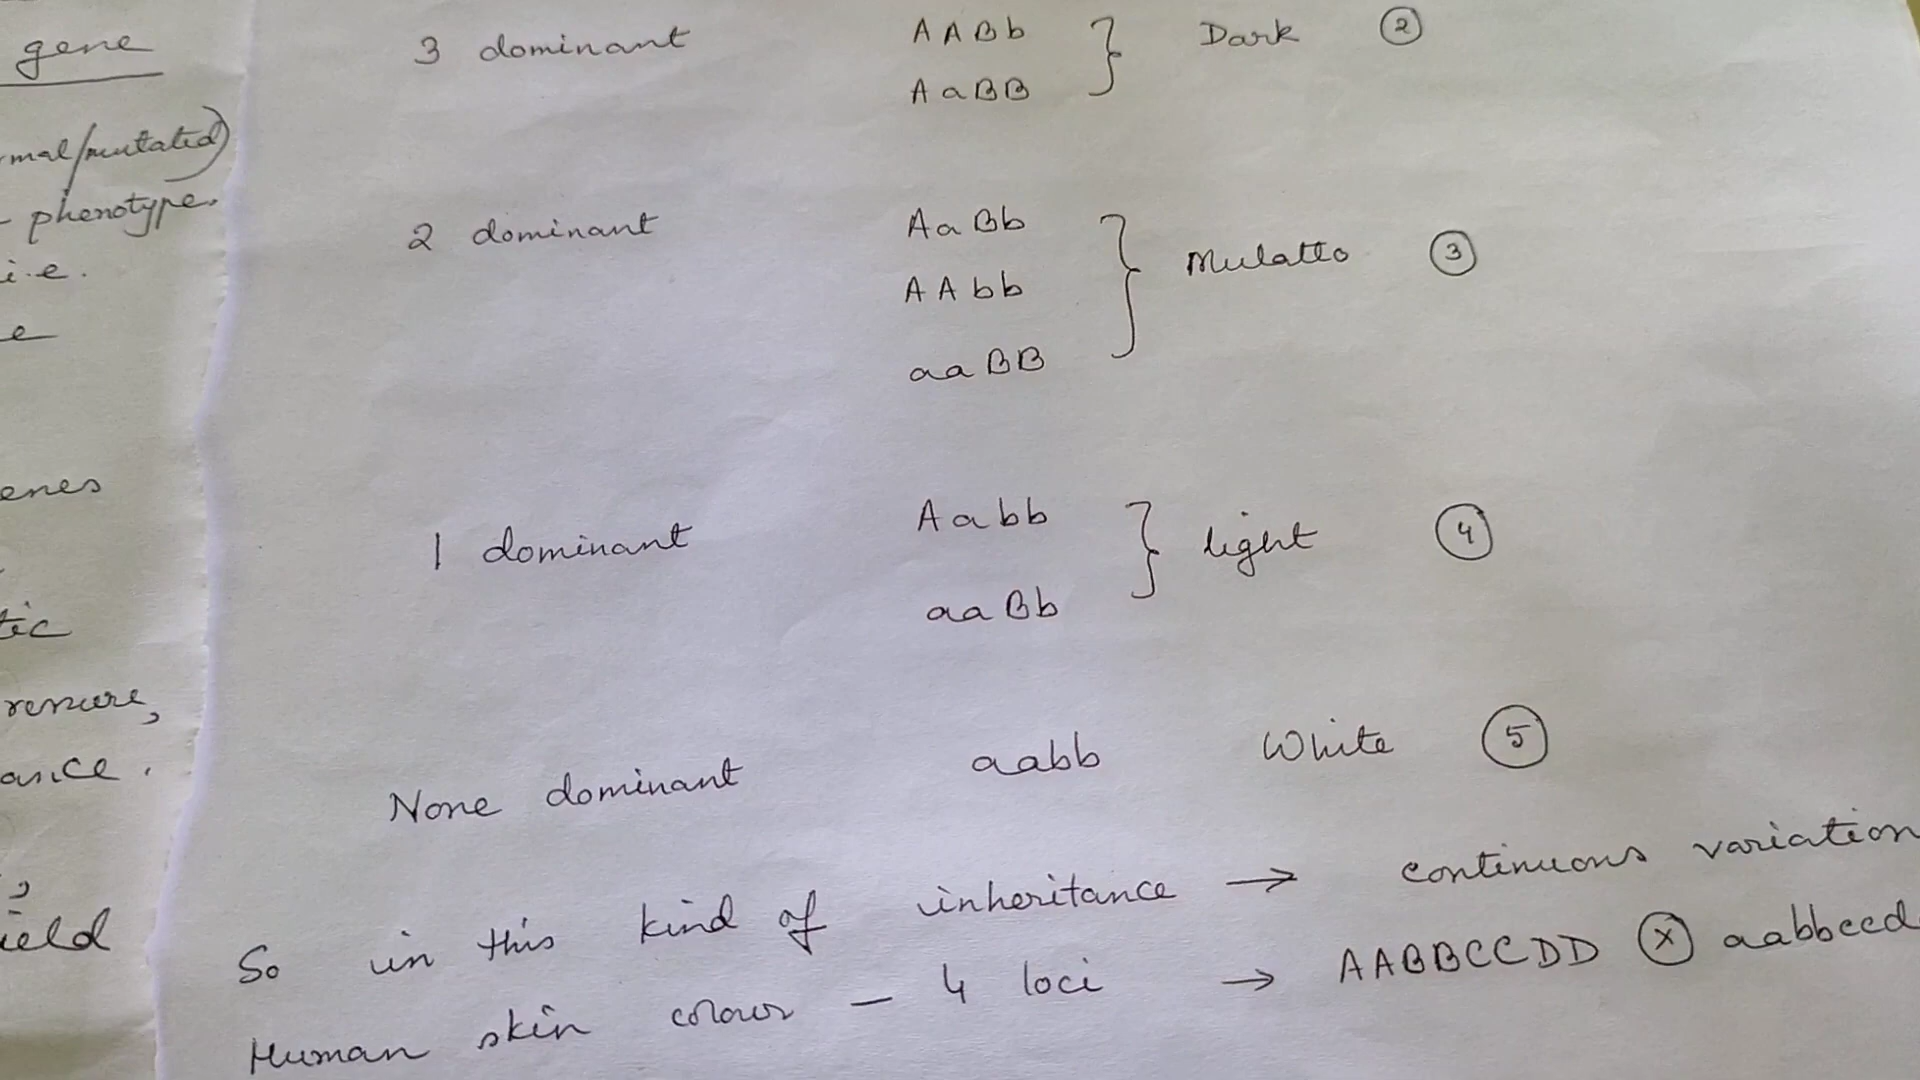 gene
mal/mutated)
- phenotype.
i.e.
e
enes
tic
ance.
ield
3 dominant AABb } Dark ②
AaBB
2 dominant AaBb
AAbb } Mulatto ③
aaBB
1 dominant Aabb } light ④
aaBb
None dominant aabb White ⑤
So in this kind of inheritance → continuous variation
Human skin colour - 4 loci → AABBCCDD ⓧ aabbccd